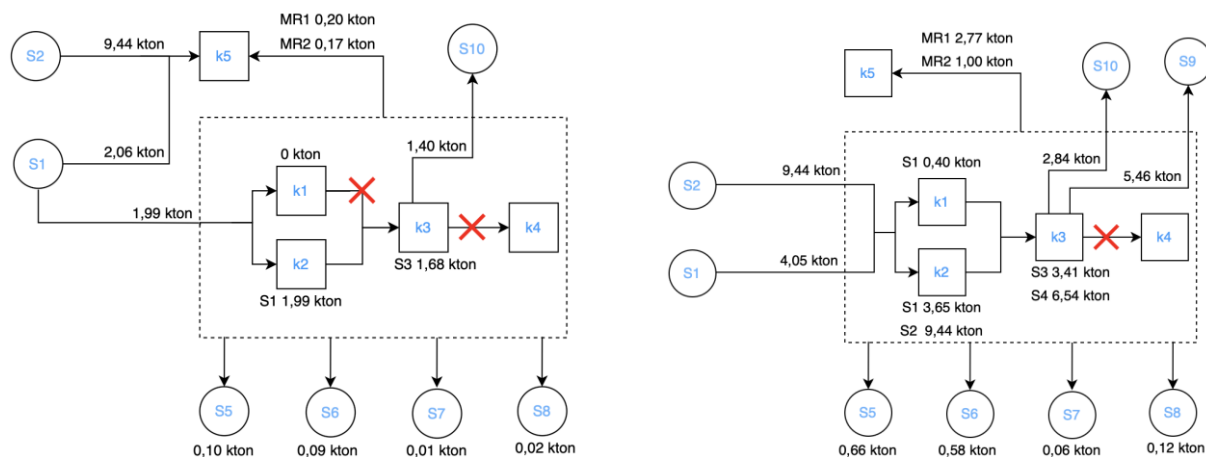 MR1 0,20 kton
S2
9,44 kton
k5
MR2 0,17 kton
S10
S1
2,06 kton
1,40 kton
0 kton
k1
1,99 kton
k3
k4
k2
S3 1,68 kton
S1 1,99 kton
S5
S6
S7
S8
0,10 kton
0,09 kton
0,01 kton
0,02 kton
MR1 2,77 kton
MR2 1,00 kton
k5
S10
S9
S2
9,44 kton
S1 0,40 kton
2,84 kton
5,46 kton
k1
S1
4,05 kton
k2
k3
k4
S3 3,41 kton
S4 6,54 kton
S1 3,65 kton
S2 9,44 kton
S5
S6
S7
S8
0,66 kton
0,58 kton
0,06 kton
0,12 kton